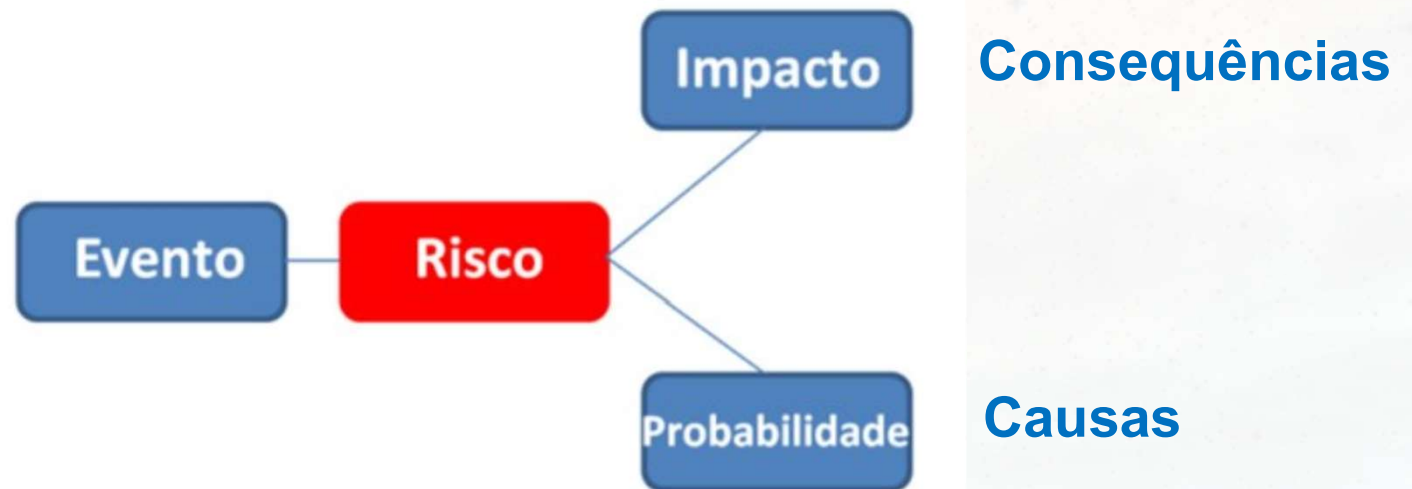 Impacto
Consequências
Evento
Risco
Probabilidade
Causas